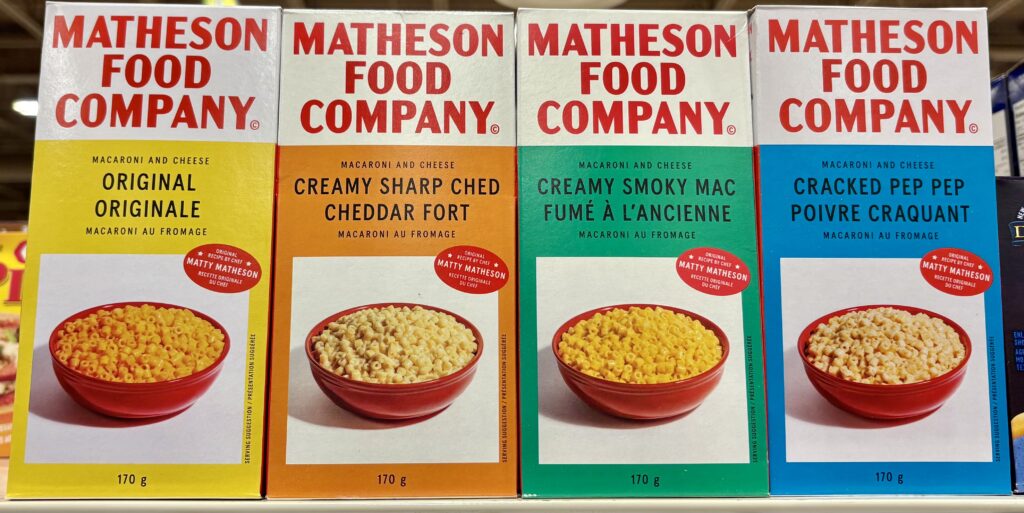 MATHESON
FOOD
COMPANY©
MACARONI AND CHEESE
ORIGINAL
ORIGINALE
MACARONI AU FROMAGE
ORIGINAL
RECIPE BY CHEF
MATTY MATHESON
RECETTE ORIGINALE
DU CHEF
SERVING SUGGESTION / PRÉSENTATION SUGGÉRÉE
170 g
MATHESON
FOOD
COMPANY©
MACARONI AND CHEESE
CREAMY SHARP CHED
CHEDDAR FORT
MACARONI AU FROMAGE
ORIGINAL
RECIPE BY CHEF
MATTY MATHESON
RECETTE ORIGINALE
DU CHEF
SERVING SUGGESTION / PRÉSENTATION SUGGÉRÉE
170 g
MATHESON
FOOD
COMPANY©
MACARONI AND CHEESE
CREAMY SMOKY MAC
FUMÉ À L'ANCIENNE
MACARONI AU FROMAGE
ORIGINAL
RECIPE BY CHEF
MATTY MATHESON
RECETTE ORIGINALE
DU CHEF
SERVING SUGGESTION / PRÉSENTATION SUGGÉRÉE
170 g
MATHESON
FOOD
COMPANY©
MACARONI AND CHEESE
CRACKED PEP PEP
POIVRE CRAQUANT
MACARONI AU FROMAGE
ORIGINAL
RECIPE BY CHEF
MATTY MATHESON
RECETTE ORIGINALE
DU CHEF
SERVING SUGGESTION / PRÉSENTATION SUGGÉRÉE
170 g